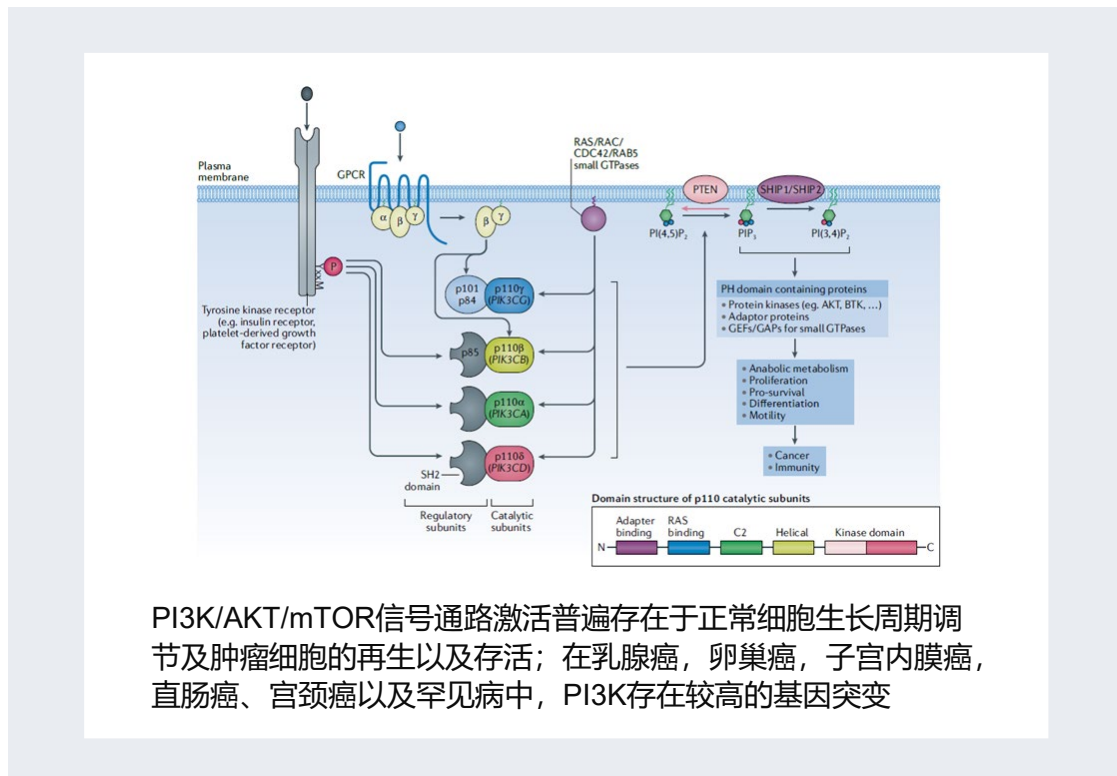 Plasma
membrane
GPCR
RAS/RAC/
CDC42/RAB5
small GTPases
PTEN
SHIP1/SHIP2
α
β
γ
β
γ
PI(4,5)P₂
PIP₃
PI(3,4)P₂
P
YxxM
Tyrosine kinase receptor
(e.g. insulin receptor,
platelet-derived growth
factor receptor)
p101
p84
p110γ
(PIK3CG)
p85
p110β
(PIK3CB)
p110α
(PIK3CA)
p110δ
(PIK3CD)
SH2
domain
Regulatory
subunits
Catalytic
subunits
PH domain containing proteins
• Protein kinases (eg. AKT, BTK, ...)
• Adaptor proteins
• GEFs/GAPs for small GTPases
• Anabolic metabolism
• Proliferation
• Pro-survival
• Differentiation
• Motility
• Cancer
• Immunity
Domain structure of p110 catalytic subunits
Adapter
binding
RAS
binding
C2
Helical
Kinase domain
N
C
PI3K/AKT/mTOR信号通路激活普遍存在于正常细胞生长周期调
节及肿瘤细胞的再生以及存活；在乳腺癌，卵巢癌，子宫内膜癌，
直肠癌、宫颈癌以及罕见病中，PI3K存在较高的基因突变